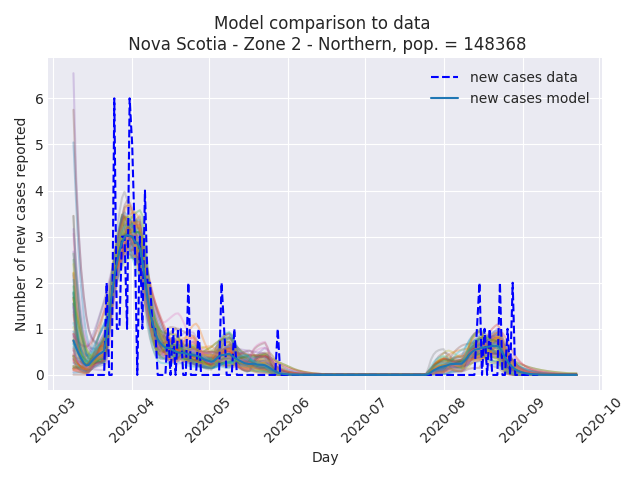 Model comparison to data
Nova Scotia - Zone 2 - Northern, pop. = 148368
new cases data
new cases model
Number of new cases reported
6
5
4
3
2
1
0
2020-03
2020-04
2020-05
2020-06
2020-07
2020-08
2020-09
2020-10
Day